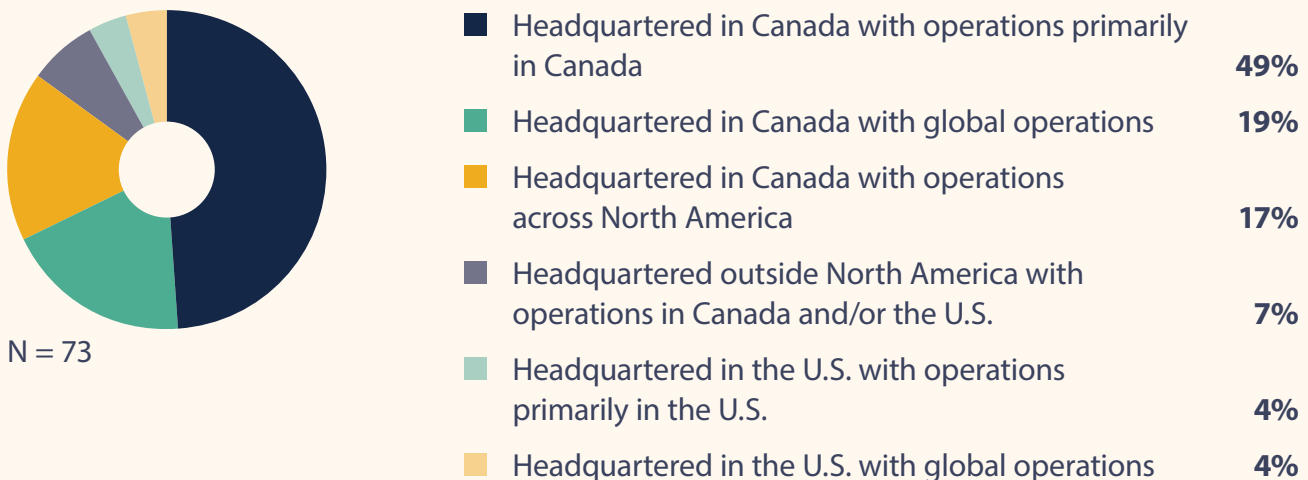 Headquartered in Canada with operations primarily
in Canada 49%
Headquartered in Canada with global operations 19%
Headquartered in Canada with operations
across North America 17%
Headquartered outside North America with
operations in Canada and/or the U.S. 7%
Headquartered in the U.S. with operations
primarily in the U.S. 4%
Headquartered in the U.S. with global operations 4%
N = 73